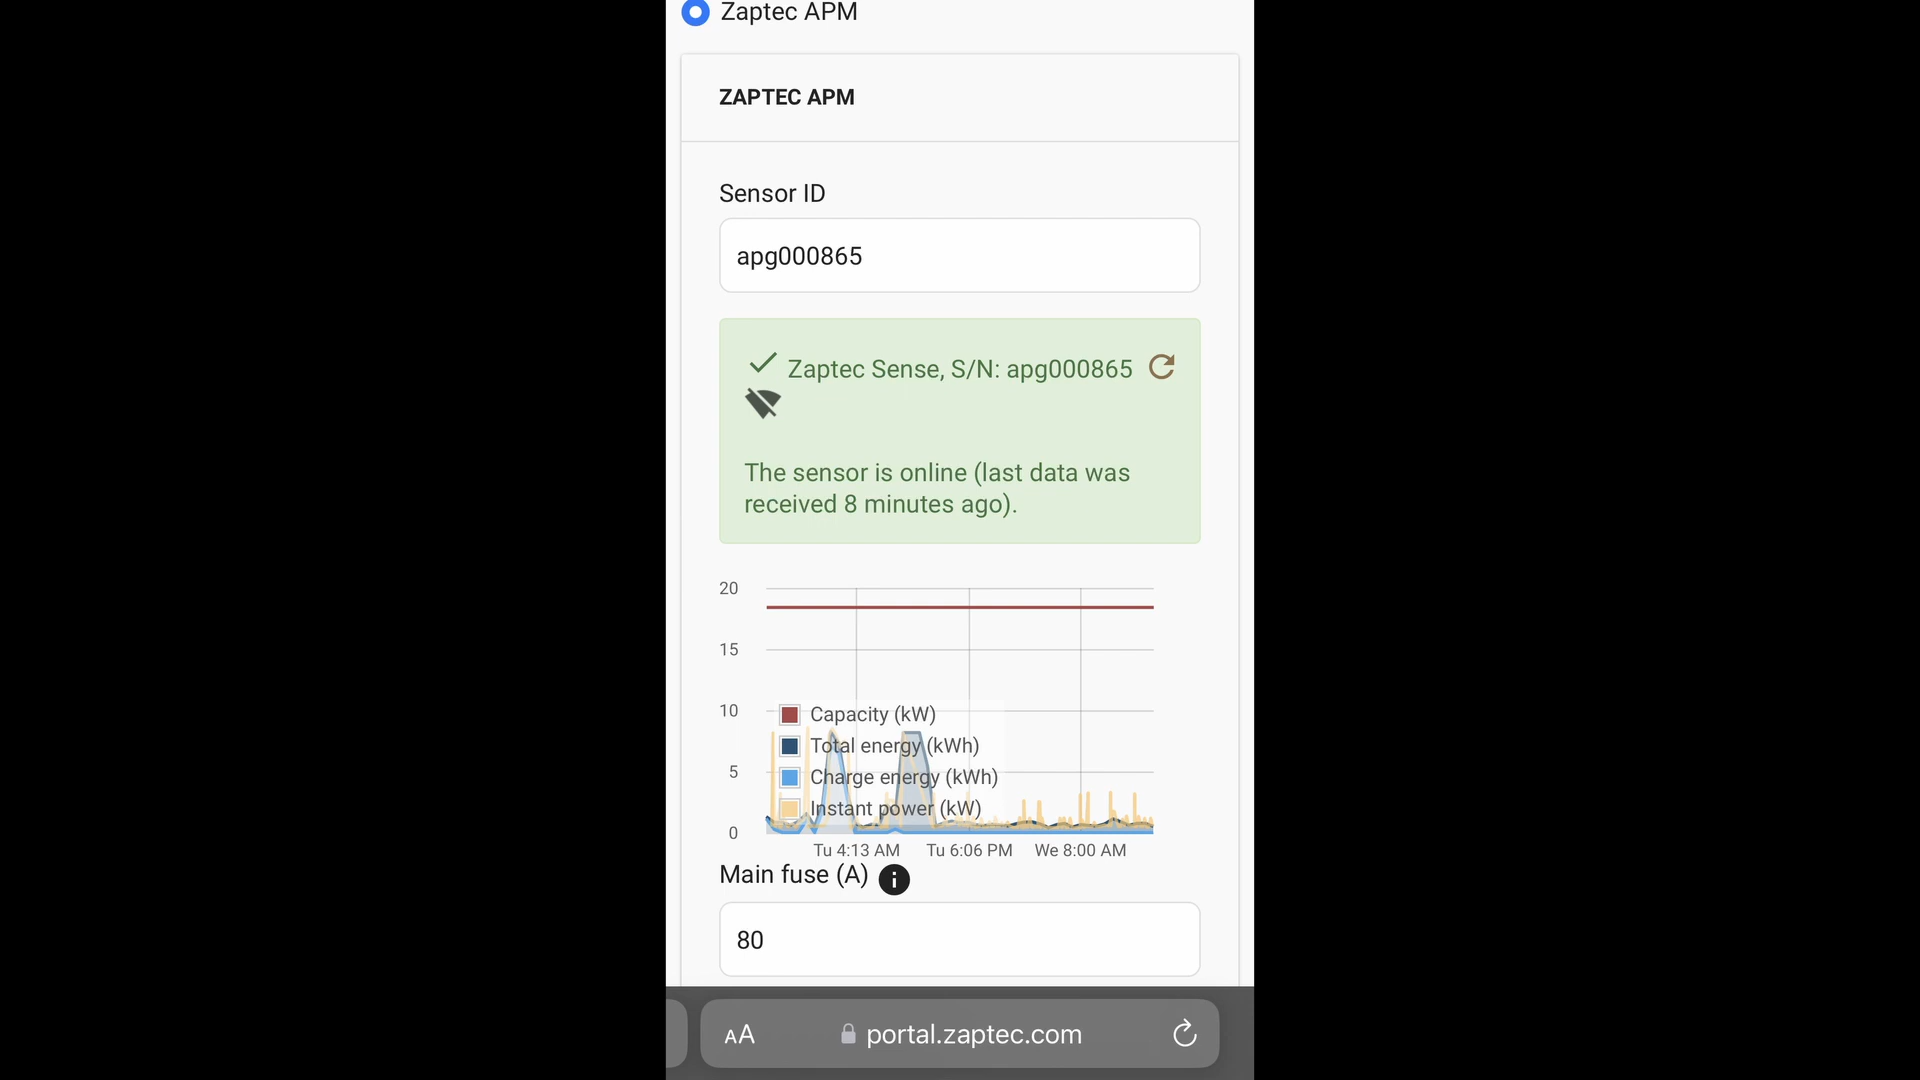 Zaptec APM
ZAPTEC APM
Sensor ID
apg000865
Zaptec Sense, S/N: apg000865
The sensor is online (last data was
received 8 minutes ago).
20
15
10
5
0
Capacity (kW)
Total energy (kWh)
Charge energy (kWh)
Instant power (kW)
Tu 4:13 AM Tu 6:06 PM We 8:00 AM
Main fuse (A) i
80
AA portal.zaptec.com